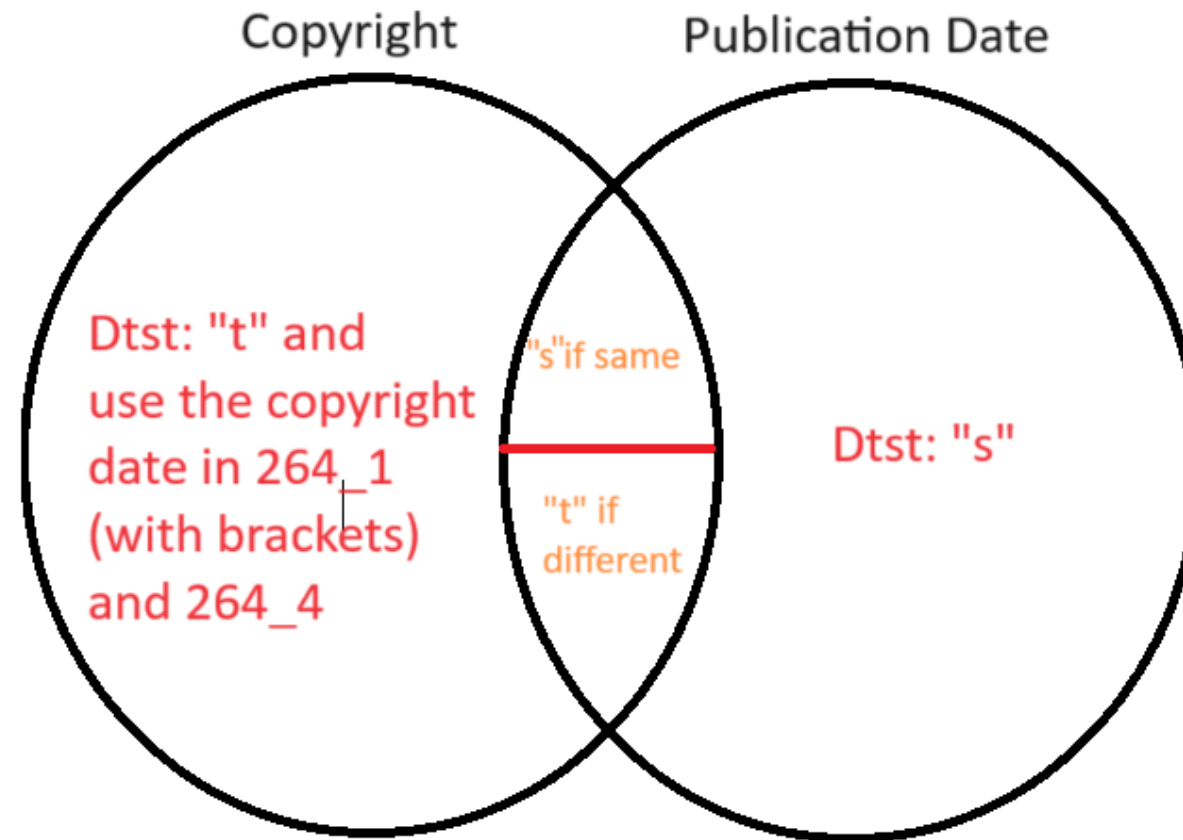 Copyright
Publication Date
Dtst: "t" and
use the copyright
date in 264_1
(with brackets)
and 264_4
"s"if same
"t" if
different
Dtst: "s"